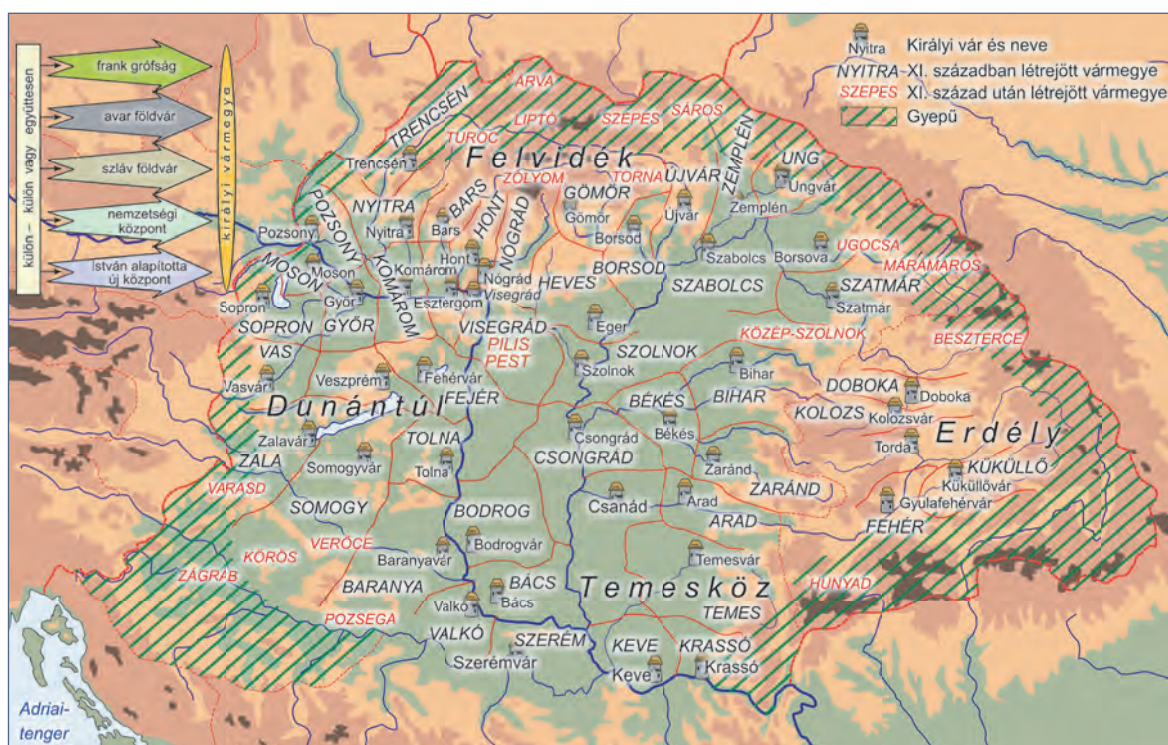 külön – külön vagy együttesen
frank grófság
avar földvár
szláv földvár
nemzetségi
központ
István alapította
új központ
királyi vármegye
Nyitra
Királyi vár és neve
NYITRA
XI. században létrejött vármegye
SZEPES
XI. század után létrejött vármegye
Gyepű
ÁRVA
TRENCSÉN
LIPTÓ
SZEPES
SÁROS
TURÓC
Trencsén
Felvidék
ZEMPLÉN
UNG
ZÓLYOM
TORNA
ÚJVÁR
Ungvár
POZSONY
NYITRA
BARS
HONT
GÖMÖR
Zemplén
Nyitra
Bars
NÓGRÁD
Gömör
Újvár
Pozsony
Borsod
Hont
Szabolcs
Borsova
UGOCSA
MOSON
Moson
KOMÁROM
Komárom
Nógrád
BORSOD
MÁRAMAROS
Sopron
Győr
Esztergom
Visegrád
HEVES
SZABOLCS
SZATMÁR
Szatmár
SOPRON
GYŐR
VISEGRÁD
Eger
KÖZÉP-SZOLNOK
BESZTERCE
VAS
PILIS
PEST
SZOLNOK
Vasvár
Veszprém
Fehérvár
Szolnok
Bihar
DOBOKA
Doboka
Dunántúl
FEJÉR
BÉKÉS
BIHAR
KOLOZS
Kolozsvár
Zalavár
TOLNA
Csongrád
Békés
Torda
Erdély
ZALA
Somogyvár
Tolna
CSONGRÁD
Zaránd
KÜKÜLLŐ
Küküllővár
VARASD
SOMOGY
Csanád
Arad
ZARÁND
Gyulafehérvár
BODROG
ARAD
FEHÉR
KŐRÖS
VERŐCE
Bodrogvár
Baranyavár
Temesvár
ZÁGRÁB
BARANYA
BÁCS
Bács
Temesköz
HUNYAD
POZSEGA
Valkó
TEMES
VALKÓ
SZERÉM
KEVE
KRASSÓ
Szerémvár
Keve
Krassó
Adriai-
tenger